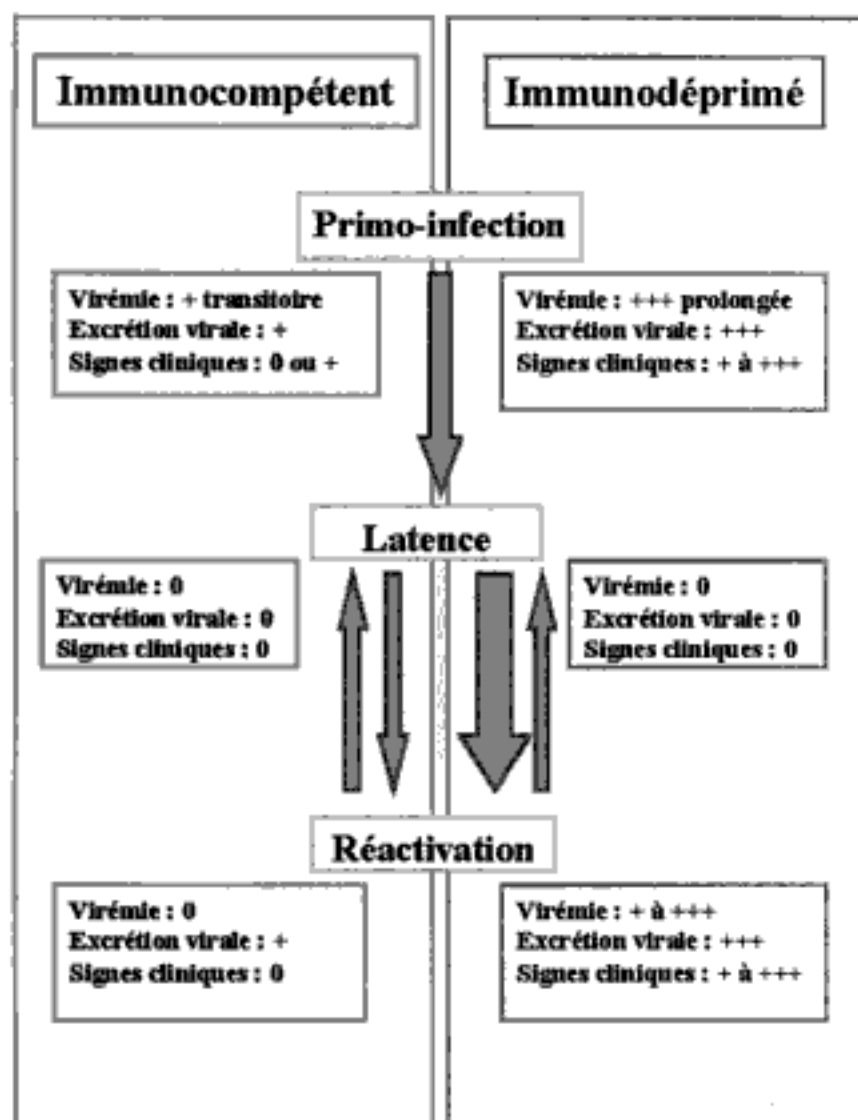 Immunocompétent
Immunodéprimé
Primo-infection
Virémie : + transitoire
Excrétion virale : +
Signes cliniques : 0 ou +
Virémie : +++ prolongée
Excrétion virale : +++
Signes cliniques : + à +++
Latence
Virémie : 0
Excrétion virale : 0
Signes cliniques : 0
Virémie : 0
Excrétion virale : 0
Signes cliniques : 0
Réactivation
Virémie : 0
Excrétion virale : +
Signes cliniques : 0
Virémie : + à +++
Excrétion virale : +++
Signes cliniques : + à +++